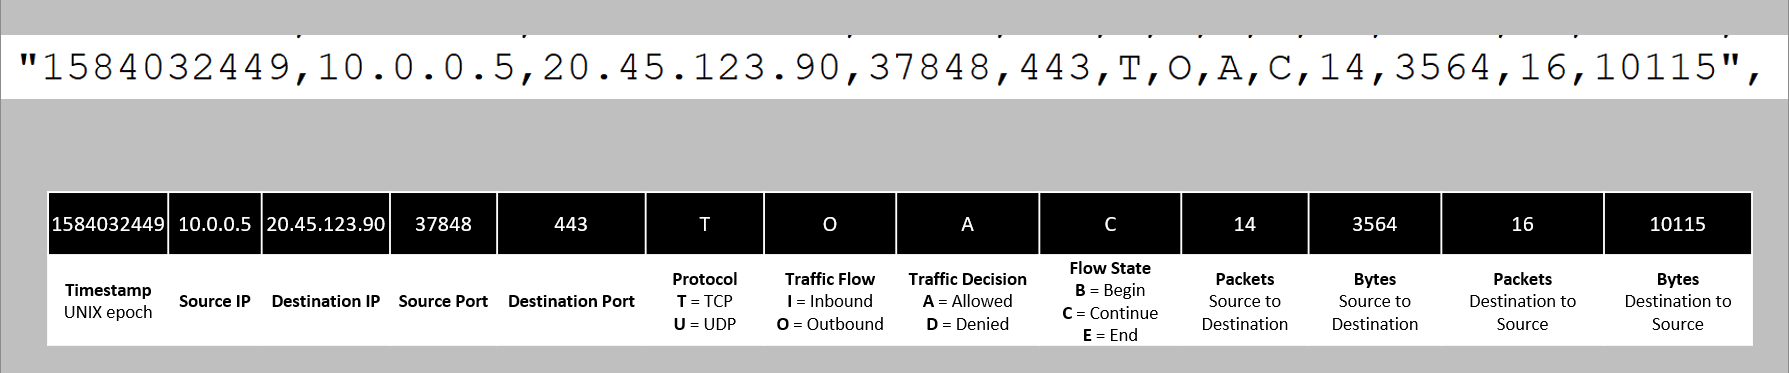 "1584032449,10.0.0.5,20.45.123.90,37848,443,T,O,A,C,14,3564,16,10115",
1584032449 10.0.0.5 20.45.123.90 37848 443 T O A C 14 3564 16 10115
Timestamp
UNIX epoch
Source IP
Destination IP
Source Port
Destination Port
Protocol
T = TCP
U = UDP
Traffic Flow
I = Inbound
O = Outbound
Traffic Decision
A = Allowed
D = Denied
Flow State
B = Begin
C = Continue
E = End
Packets
Source to
Destination
Bytes
Source to
Destination
Packets
Destination to
Source
Bytes
Destination to
Source